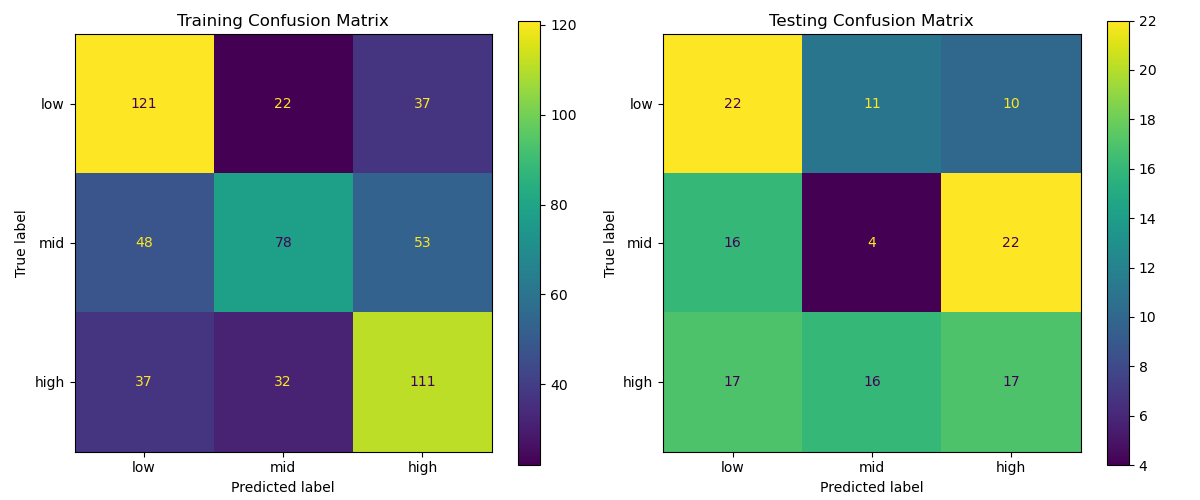 Training Confusion Matrix
low 121 22 37
mid 48 78 53
high 37 32 111
low mid high
Predicted label
True label
120
100
80
60
40
Testing Confusion Matrix
low 22 11 10
mid 16 4 22
high 17 16 17
low mid high
Predicted label
True label
22
20
18
16
14
12
10
8
6
4